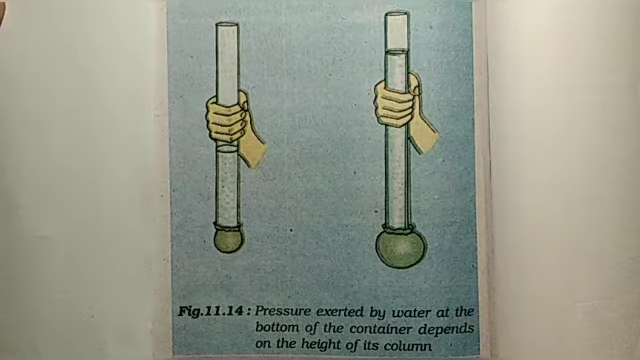 Fig.11.14 : Pressure exerted by water at the
bottom of the container depends
on the height of its column